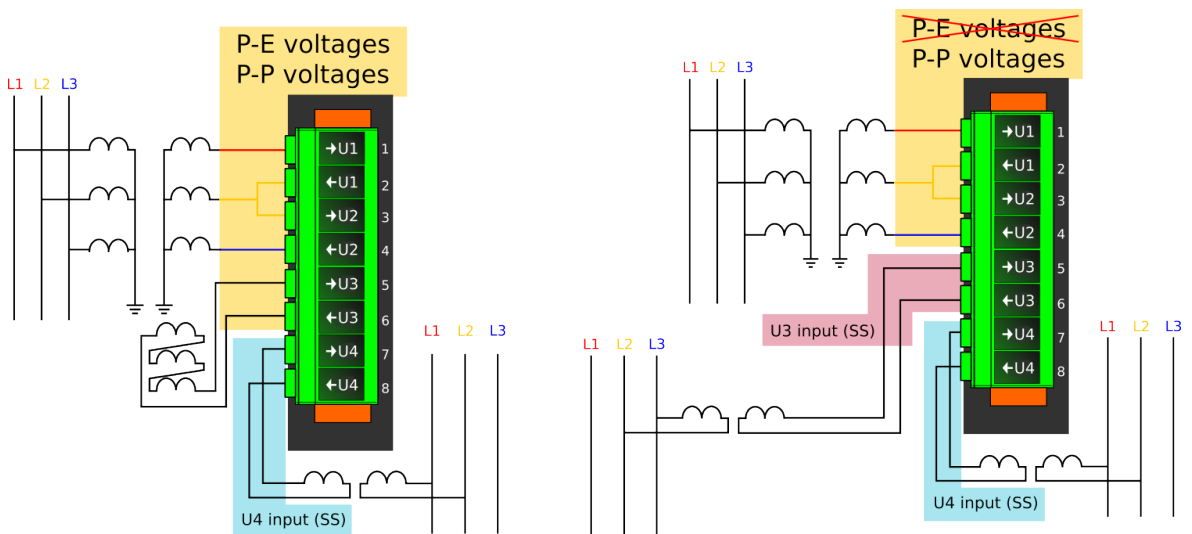 P-E voltages
P-P voltages
L1 L2 L3
→U1 1
←U1 2
→U2 3
←U2 4
→U3 5
←U3 6
→U4 7
←U4 8
L1 L2 L3
U4 input (SS)
P-E voltages
P-P voltages
L1 L2 L3
→U1 1
←U1 2
→U2 3
←U2 4
→U3 5
←U3 6
→U4 7
←U4 8
U3 input (SS)
L1 L2 L3
L1 L2 L3
U4 input (SS)